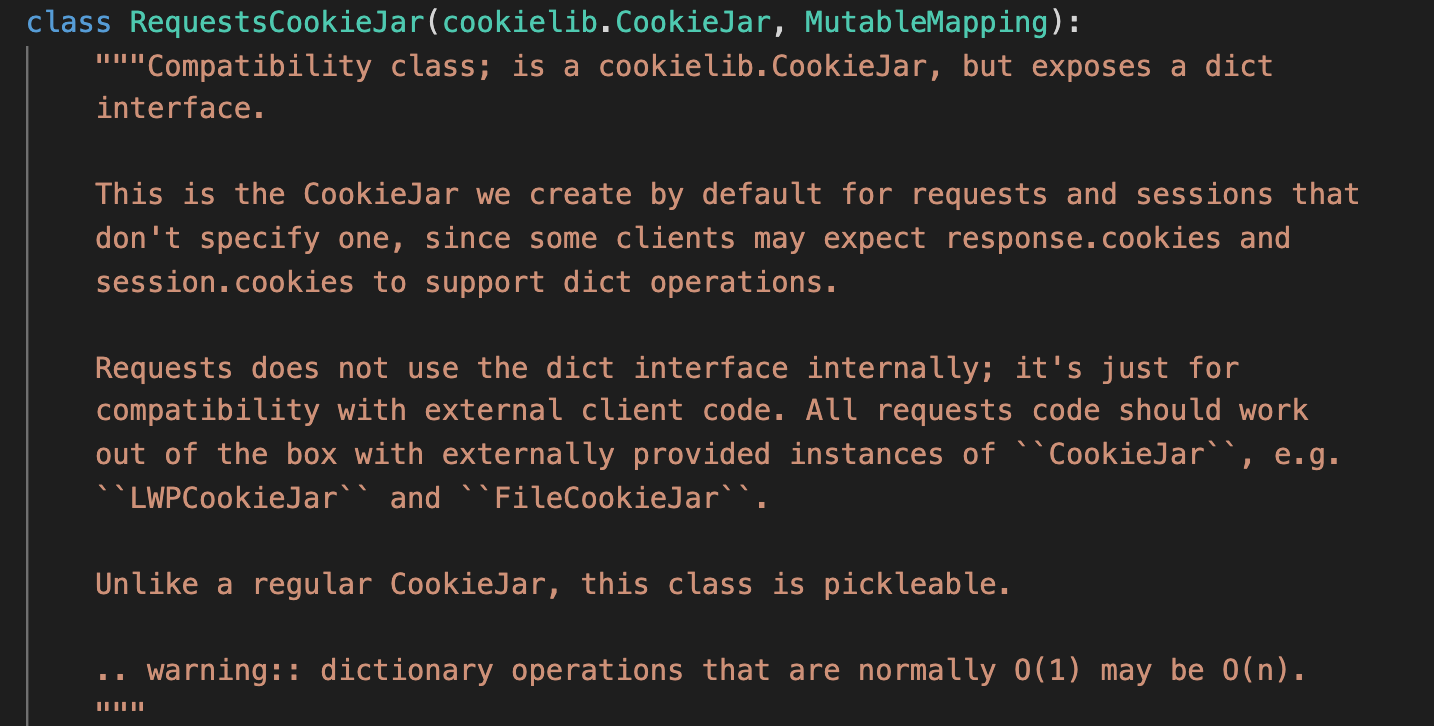 class RequestsCookieJar(cookielib.CookieJar, MutableMapping):
"""Compatibility class; is a cookielib.CookieJar, but exposes a dict
interface.
This is the CookieJar we create by default for requests and sessions that
don't specify one, since some clients may expect response.cookies and
session.cookies to support dict operations.
Requests does not use the dict interface internally; it's just for
compatibility with external client code. All requests code should work
out of the box with externally provided instances of ``CookieJar``, e.g.
``LWPCookieJar`` and ``FileCookieJar``.
Unlike a regular CookieJar, this class is pickleable.
.. warning:: dictionary operations that are normally O(1) may be O(n).
"""